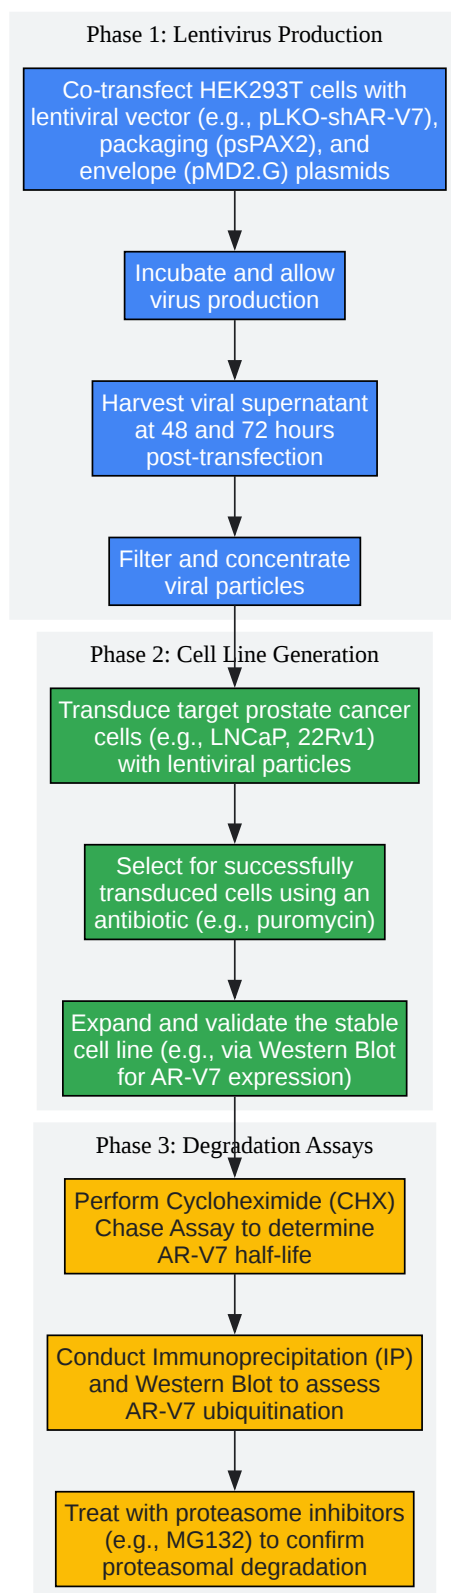 Phase 1: Lentivirus Production
Co-transfect HEK293T cells with
lentiviral vector (e.g., pLKO-shAR-V7),
packaging (psPAX2), and
envelope (pMD2.G) plasmids
Incubate and allow
virus production
Harvest viral supernatant
at 48 and 72 hours
post-transfection
Filter and concentrate
viral particles
Phase 2: Cell Line Generation
Transduce target prostate cancer
cells (e.g., LNCaP, 22Rv1)
with lentiviral particles
Select for successfully
transduced cells using an
antibiotic (e.g., puromycin)
Expand and validate the stable
cell line (e.g., via Western Blot
for AR-V7 expression)
Phase 3: Degradation Assays
Perform Cycloheximide (CHX)
Chase Assay to determine
AR-V7 half-life
Conduct Immunoprecipitation (IP)
and Western Blot to assess
AR-V7 ubiquitination
Treat with proteasome inhibitors
(e.g., MG132) to confirm
proteasomal degradation